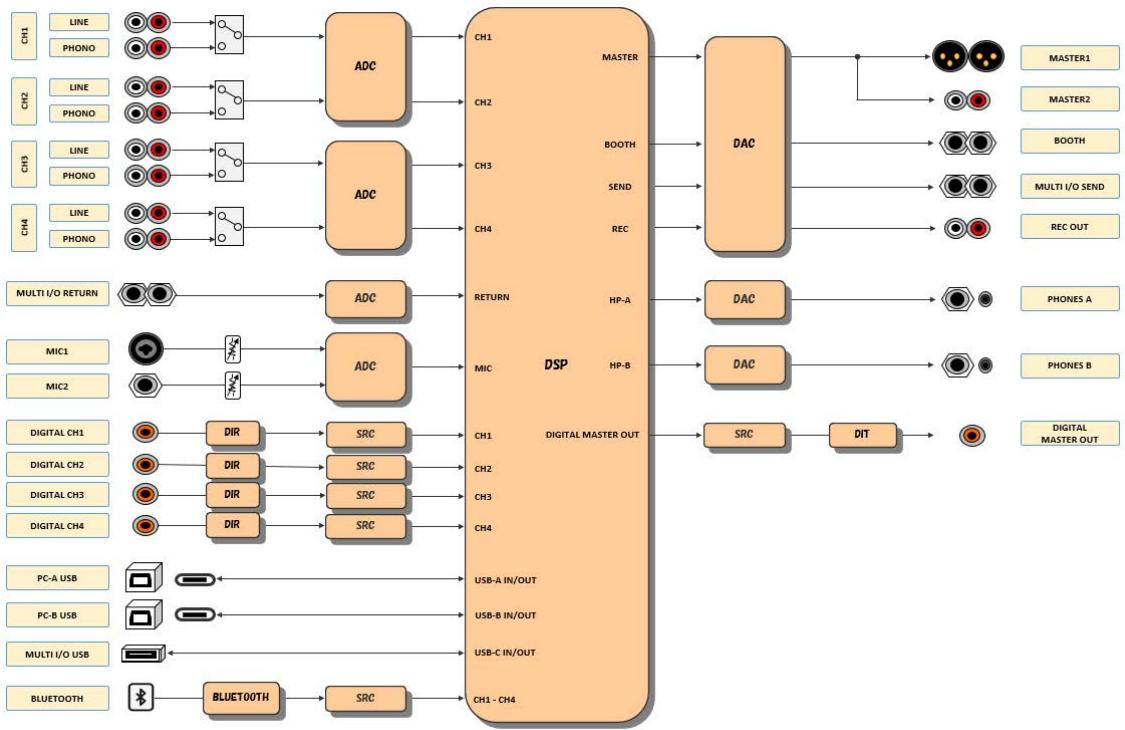 CH1
LINE
PHONO
CH2
LINE
PHONO
CH3
LINE
PHONO
CH4
LINE
PHONO
MULTI I/O RETURN
MIC1
MIC2
DIGITAL CH1
DIGITAL CH2
DIGITAL CH3
DIGITAL CH4
PC-A USB
PC-B USB
MULTI I/O USB
BLUETOOTH
DIR
DIR
DIR
DIR
BLUETOOTH
ADC
ADC
ADC
ADC
SRC
SRC
SRC
SRC
SRC
CH1
CH2
CH3
CH4
RETURN
MIC
CH1
CH2
CH3
CH4
USB-A IN/OUT
USB-B IN/OUT
USB-C IN/OUT
CH1 - CH4
DSP
MASTER
BOOTH
SEND
REC
HP-A
HP-B
DIGITAL MASTER OUT
DAC
DAC
DAC
SRC
DIT
MASTER1
MASTER2
BOOTH
MULTI I/O SEND
REC OUT
PHONES A
PHONES B
DIGITAL
MASTER OUT